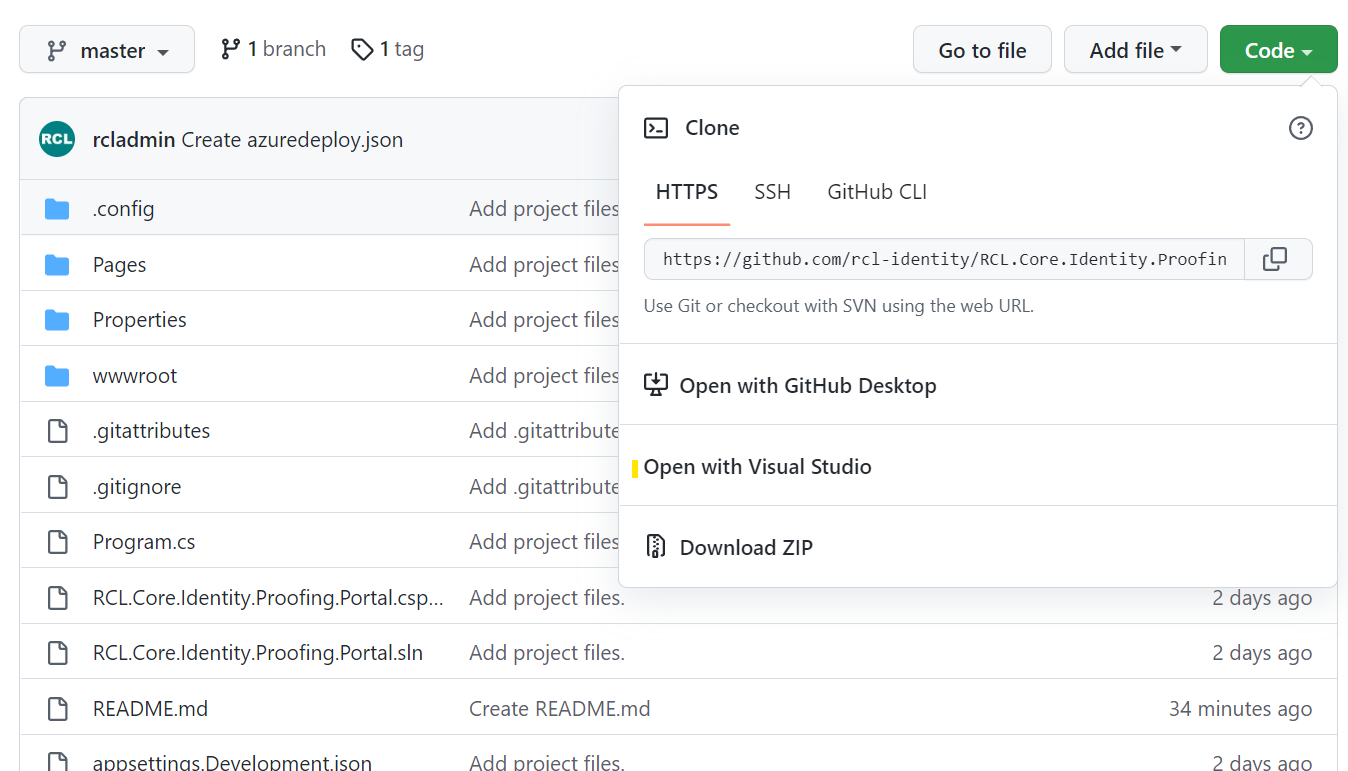 master 1 branch 1 tag Go to file Add file Code
RCL rcladmin Create azuredeploy.json
Clone
HTTPS SSH GitHub CLI
https://github.com/rcl-identity/RCL.Core.Identity.Proofin
Use Git or checkout with SVN using the web URL.
Open with GitHub Desktop
Open with Visual Studio
Download ZIP
.config Add project files
Pages Add project files
Properties Add project files
wwwroot Add project files
.gitattributes Add .gitattribute
.gitignore Add .gitattribute
Program.cs Add project files
RCL.Core.Identity.Proofing.Portal.csp... Add project files. 2 days ago
RCL.Core.Identity.Proofing.Portal.sln Add project files. 2 days ago
README.md Create README.md 34 minutes ago
appsettings.Development.json Add project files. 2 days ago